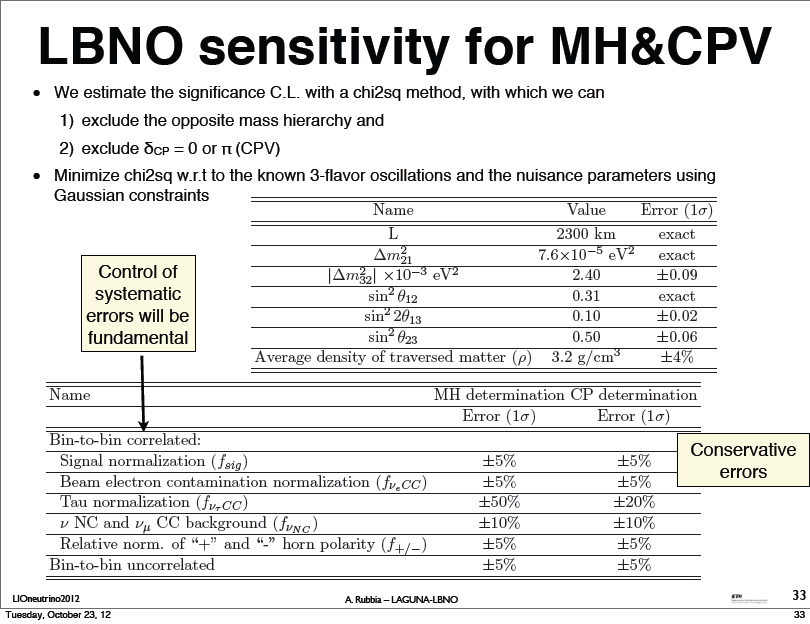 LBNO sensitivity for MH&CPV
• We estimate the significance C.L. with a chi2sq method, with which we can
1) exclude the opposite mass hierarchy and
2) exclude δCP = 0 or π (CPV)
• Minimize chi2sq w.r.t to the known 3-flavor oscillations and the nuisance parameters using
Gaussian constraints
Name Value Error (1σ)
L 2300 km exact
Δm²₂₁ 7.6×10⁻⁵ eV² exact
|Δm²₃₂| ×10⁻³ eV² 2.40 ±0.09
sin² θ₁₂ 0.31 exact
sin² 2θ₁₃ 0.10 ±0.02
sin² θ₂₃ 0.50 ±0.06
Average density of traversed matter (ρ) 3.2 g/cm³ ±4%
Control of
systematic
errors will be
fundamental
Name MH determination CP determination
Error (1σ) Error (1σ)
Bin-to-bin correlated:
Signal normalization (fsig) ±5% ±5%
Beam electron contamination normalization (fνeCC) ±5% ±5%
Tau normalization (fντCC) ±50% ±20%
ν NC and νμ CC background (fνNC) ±10% ±10%
Relative norm. of “+” and “-” horn polarity (f+/−) ±5% ±5%
Bin-to-bin uncorrelated ±5% ±5%
Conservative
errors
LIOneutrino2012 A. Rubbia – LAGUNA-LBNO 33
Tuesday, October 23, 12 33